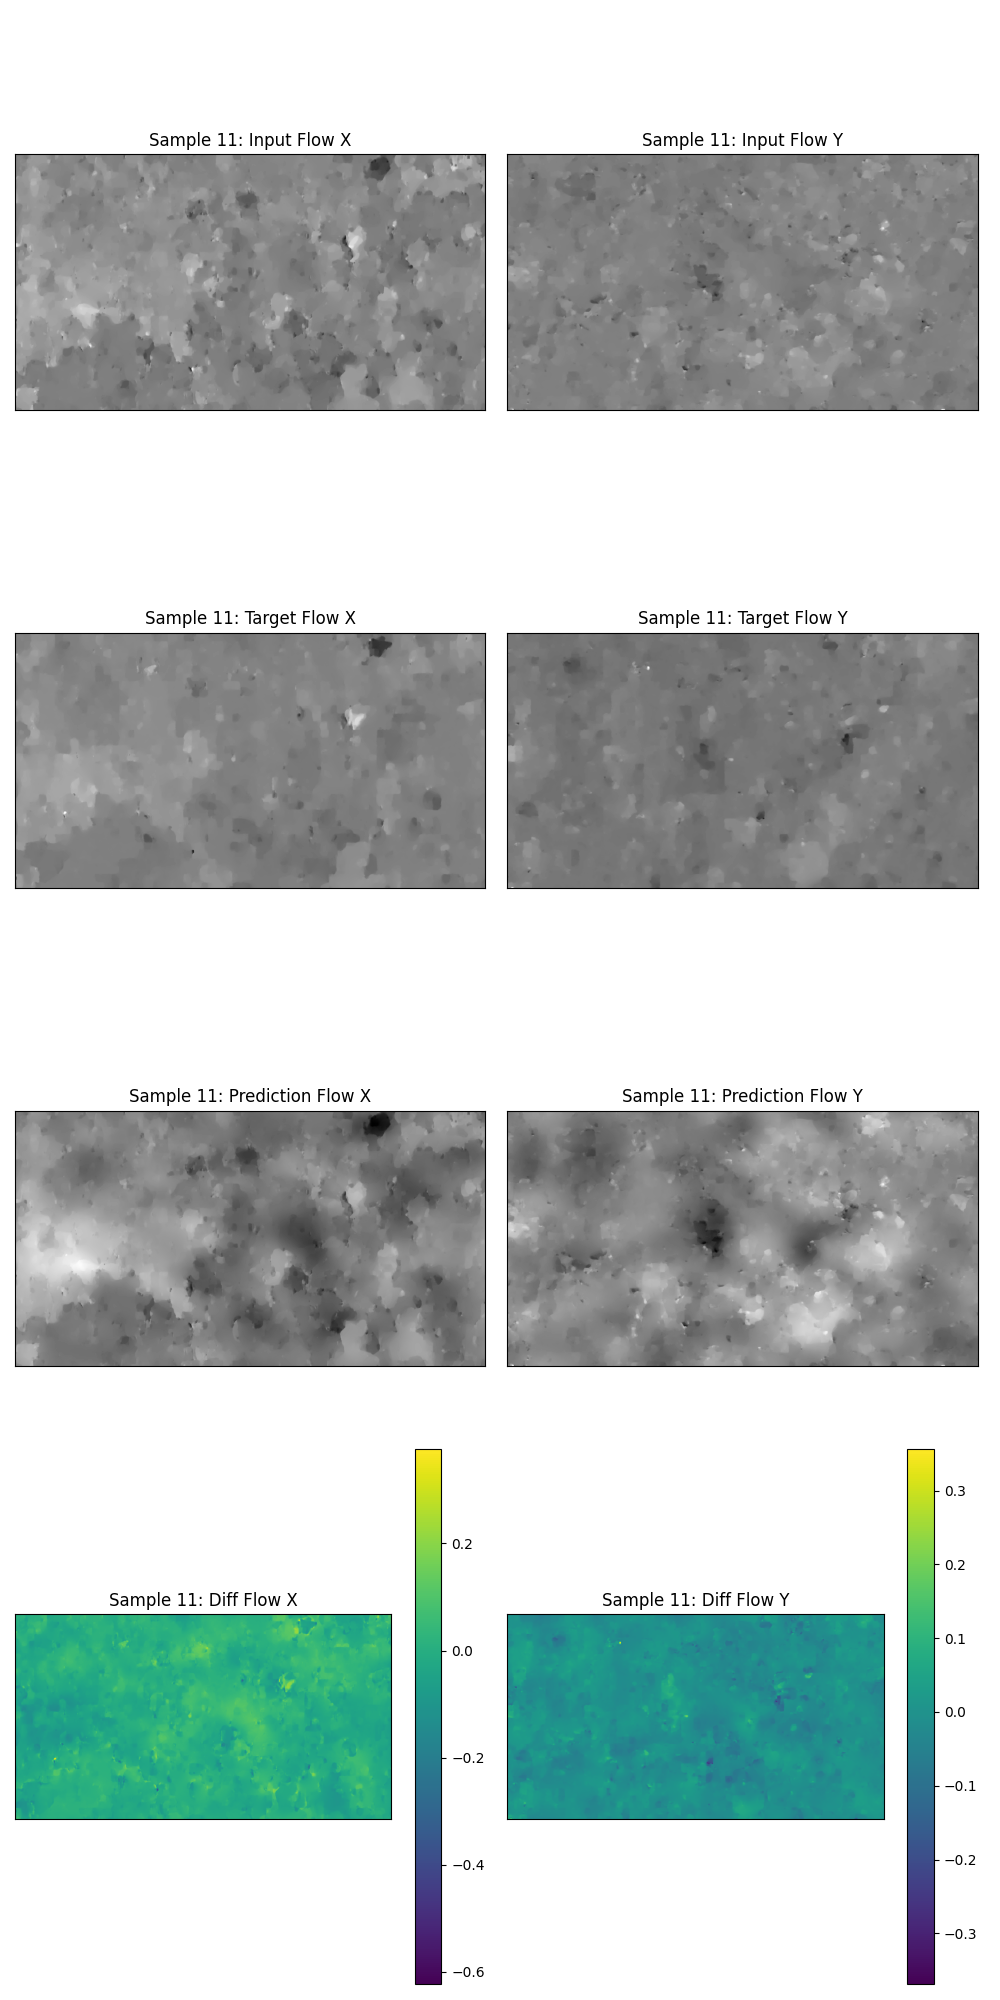 Sample 11: Input Flow X
Sample 11: Input Flow Y
Sample 11: Target Flow X
Sample 11: Target Flow Y
Sample 11: Prediction Flow X
Sample 11: Prediction Flow Y
Sample 11: Diff Flow X
0.2
0.0
−0.2
−0.4
−0.6
Sample 11: Diff Flow Y
0.3
0.2
0.1
0.0
−0.1
−0.2
−0.3